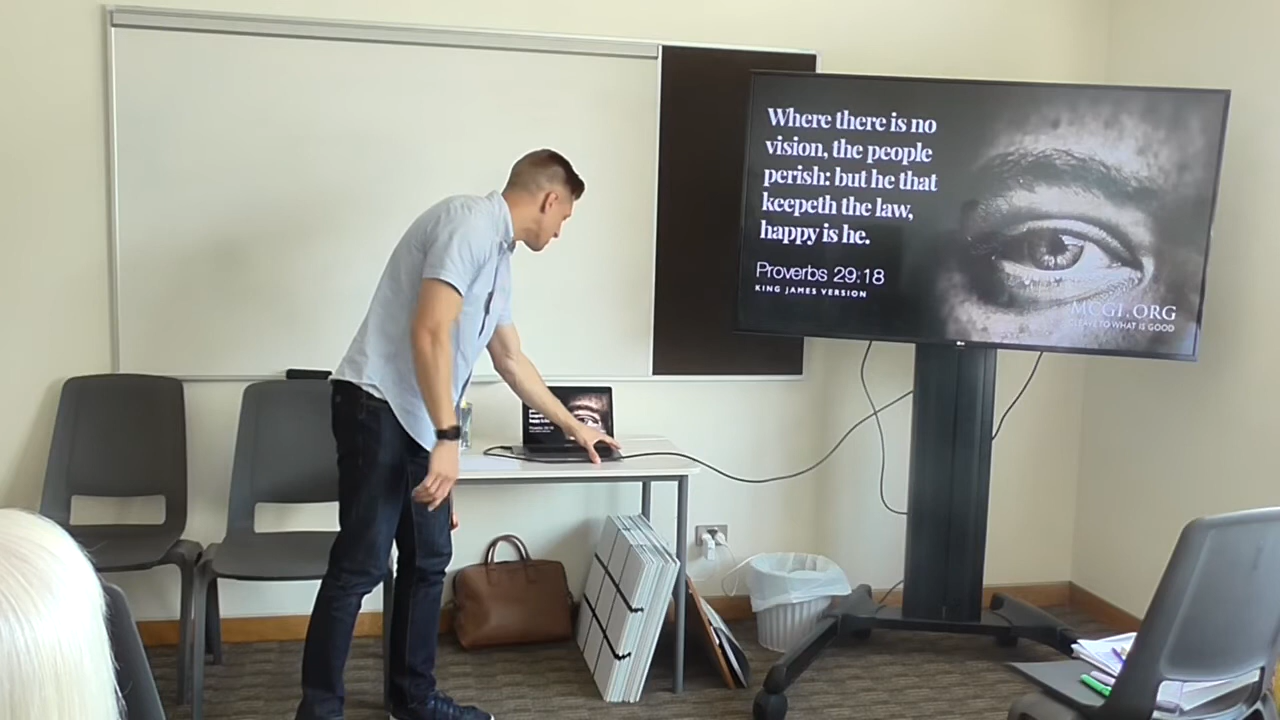 Where there is no
vision, the people
perish: but he that
keepeth the law,
happy is he.
Proverbs 29:18
KING JAMES VERSION
MCGI.ORG
CLEAVE TO WHAT IS GOOD